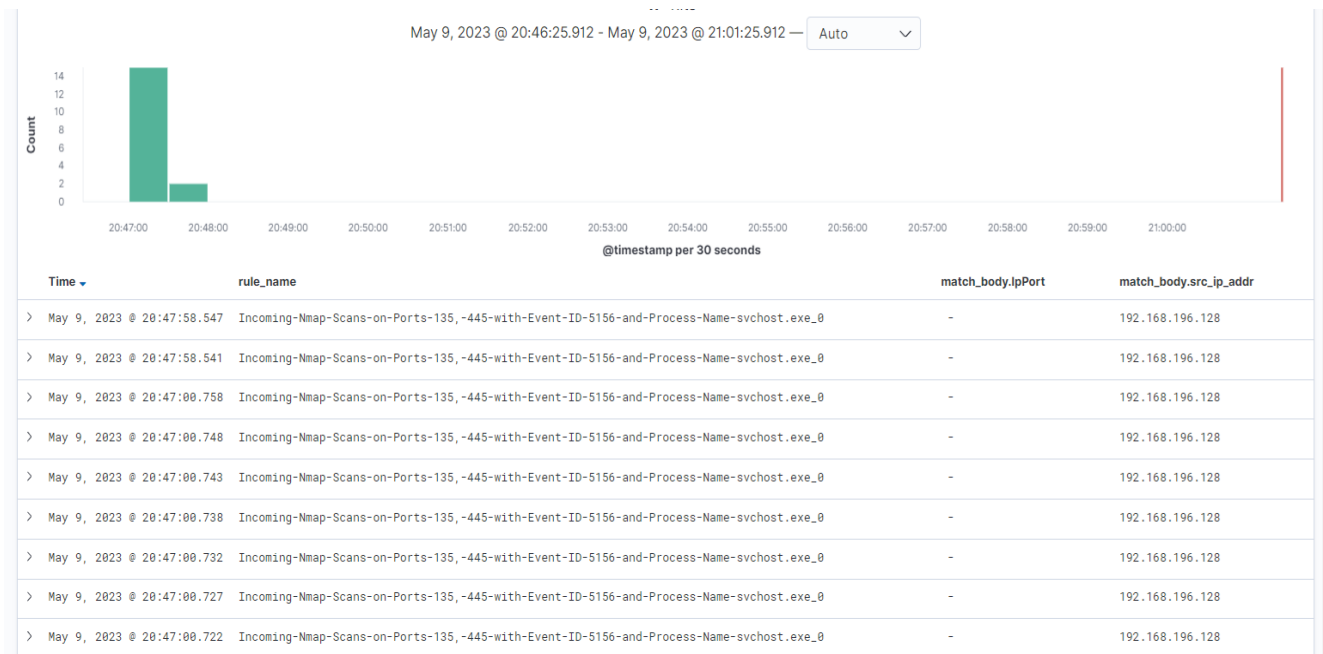 May 9, 2023 @ 20:46:25.912 - May 9, 2023 @ 21:01:25.912 — Auto
14
12
10
8
6
4
2
0
Count
20:47:00 20:48:00 20:49:00 20:50:00 20:51:00 20:52:00 20:53:00 20:54:00 20:55:00 20:56:00 20:57:00 20:58:00 20:59:00 21:00:00
@timestamp per 30 seconds
Time rule_name match_body.IpPort match_body.src_ip_addr
> May 9, 2023 @ 20:47:58.547 Incoming-Nmap-Scans-on-Ports-135,-445-with-Event-ID-5156-and-Process-Name-svchost.exe_0 - 192.168.196.128
> May 9, 2023 @ 20:47:58.541 Incoming-Nmap-Scans-on-Ports-135,-445-with-Event-ID-5156-and-Process-Name-svchost.exe_0 - 192.168.196.128
> May 9, 2023 @ 20:47:00.758 Incoming-Nmap-Scans-on-Ports-135,-445-with-Event-ID-5156-and-Process-Name-svchost.exe_0 - 192.168.196.128
> May 9, 2023 @ 20:47:00.748 Incoming-Nmap-Scans-on-Ports-135,-445-with-Event-ID-5156-and-Process-Name-svchost.exe_0 - 192.168.196.128
> May 9, 2023 @ 20:47:00.743 Incoming-Nmap-Scans-on-Ports-135,-445-with-Event-ID-5156-and-Process-Name-svchost.exe_0 - 192.168.196.128
> May 9, 2023 @ 20:47:00.738 Incoming-Nmap-Scans-on-Ports-135,-445-with-Event-ID-5156-and-Process-Name-svchost.exe_0 - 192.168.196.128
> May 9, 2023 @ 20:47:00.732 Incoming-Nmap-Scans-on-Ports-135,-445-with-Event-ID-5156-and-Process-Name-svchost.exe_0 - 192.168.196.128
> May 9, 2023 @ 20:47:00.727 Incoming-Nmap-Scans-on-Ports-135,-445-with-Event-ID-5156-and-Process-Name-svchost.exe_0 - 192.168.196.128
> May 9, 2023 @ 20:47:00.722 Incoming-Nmap-Scans-on-Ports-135,-445-with-Event-ID-5156-and-Process-Name-svchost.exe_0 - 192.168.196.128